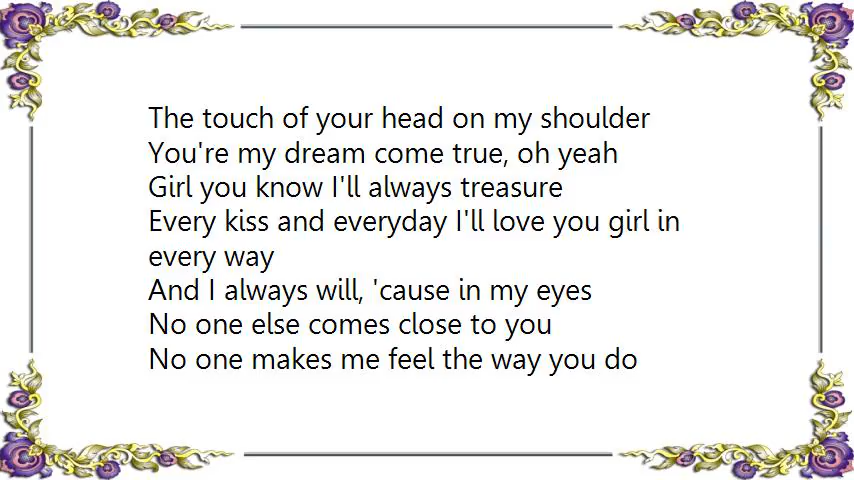 The touch of your head on my shoulder
You're my dream come true, oh yeah
Girl you know I'll always treasure
Every kiss and everyday I'll love you girl in
every way
And I always will, 'cause in my eyes
No one else comes close to you
No one makes me feel the way you do